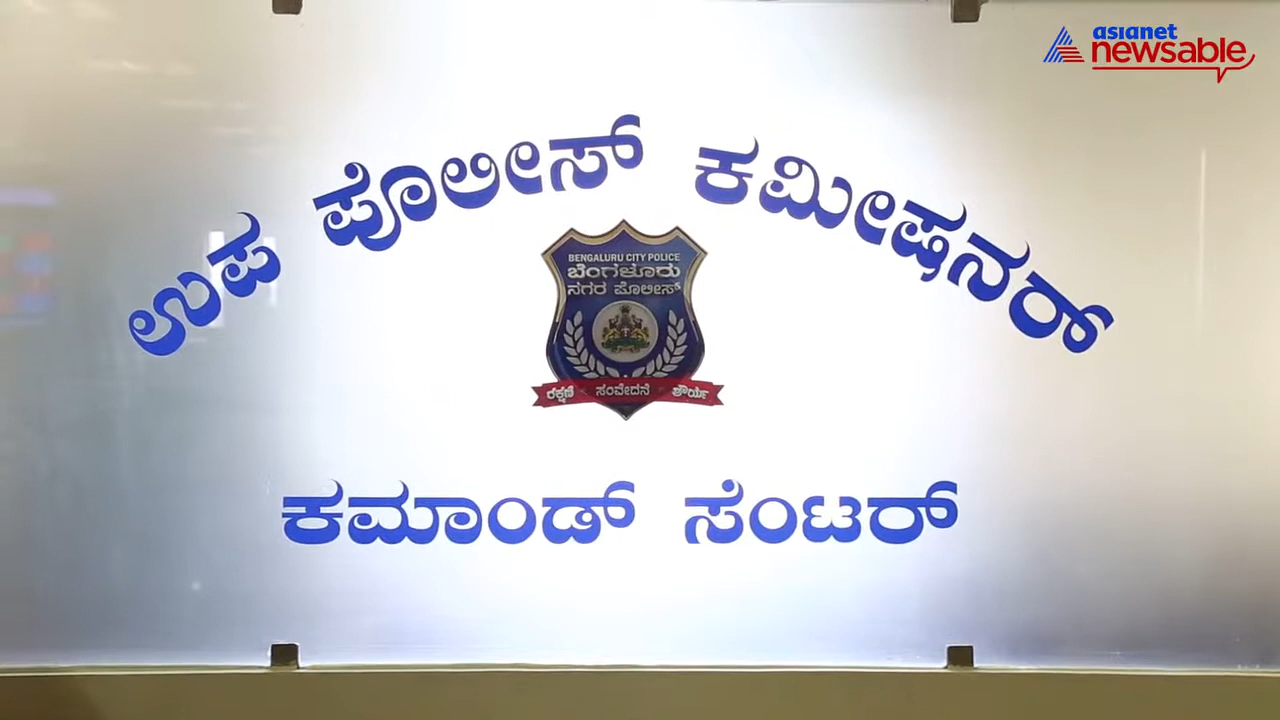 asianet
newsable
ಉಪ ಪೊಲೀಸ್ ಕಮೀಷನರ್
BENGALURU CITY POLICE
ಬೆಂಗಳೂರು
ನಗರ ಪೊಲೀಸ್
ರಕ್ಷಣೆ ಸಂವೇದನೆ ಶೌರ್ಯ
ಕಮಾಂಡ್ ಸೆಂಟರ್